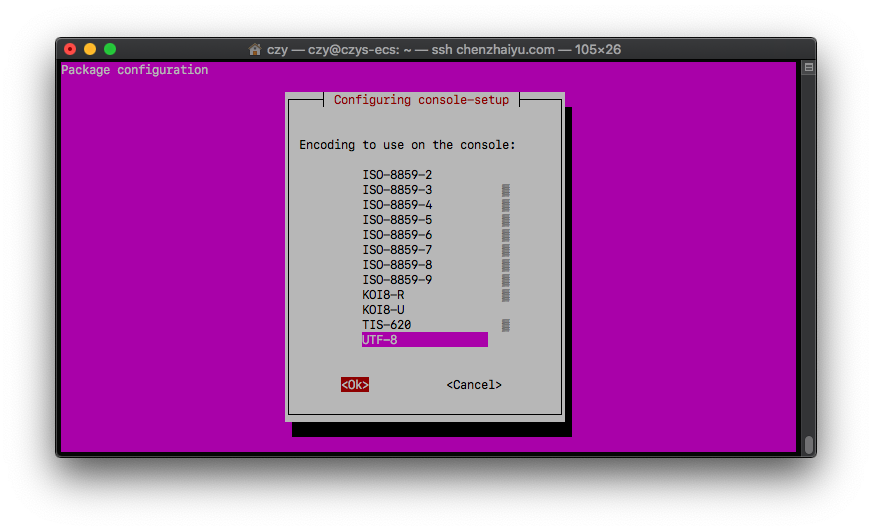 czy — czy@czys-ecs: ~ — ssh chenzhaiyu.com — 105×26
Package configuration
Configuring console-setup
Encoding to use on the console:
ISO-8859-2
ISO-8859-3
ISO-8859-4
ISO-8859-5
ISO-8859-6
ISO-8859-7
ISO-8859-8
ISO-8859-9
KOI8-R
KOI8-U
TIS-620
UTF-8
<Ok> <Cancel>